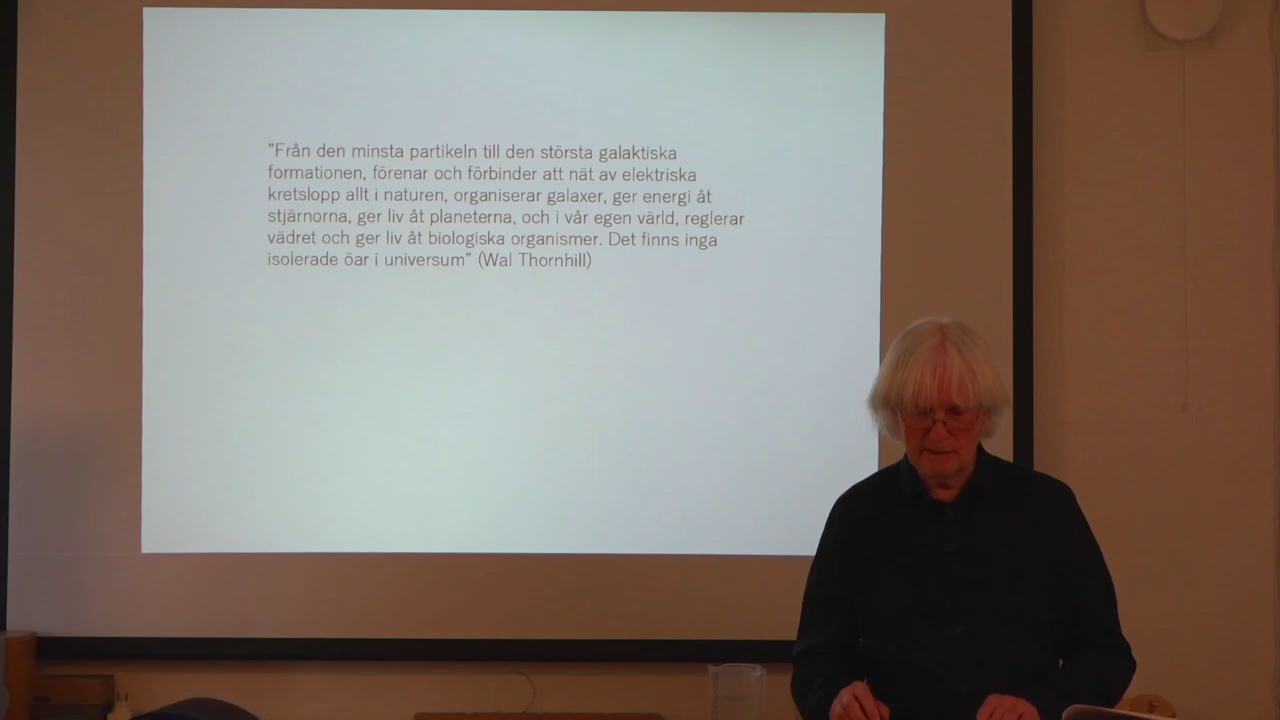 "Från den minsta partikeln till den största galaktiska
formationen, förenar och förbinder att nät av elektriska
kretslopp allt i naturen, organiserar galaxer, ger energi åt
stjärnorna, ger liv åt planeterna, och i vår egen värld, reglerar
vädret och ger liv åt biologiska organismer. Det finns inga
isolerade öar i universum" (Wal Thornhill)